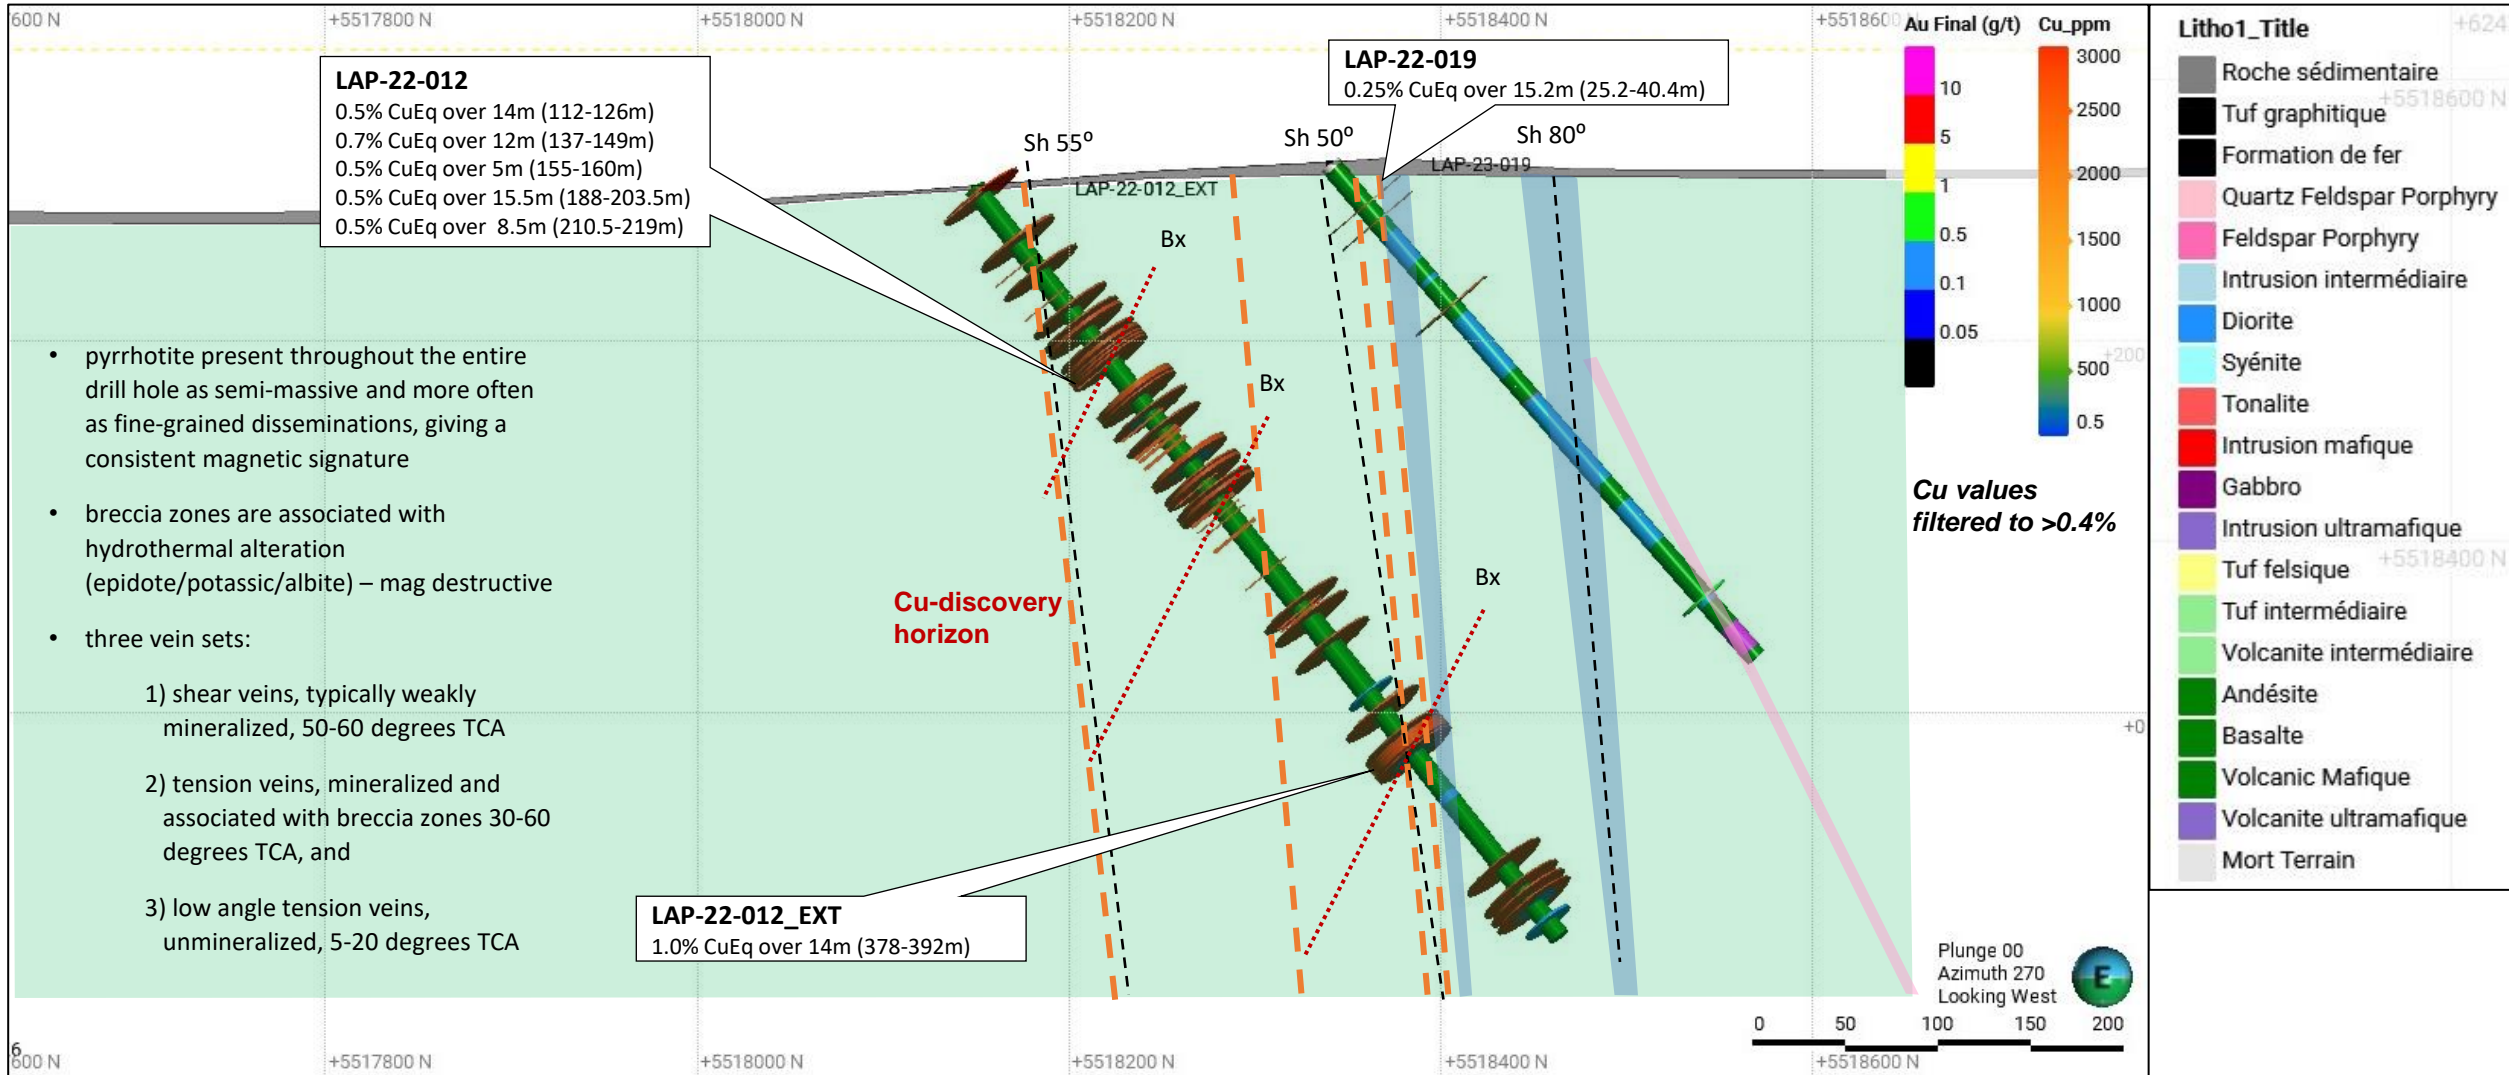 600 N
+5517800 N
+5518000 N
+5518200 N
+5518400 N
+5518600
Au Final (g/t)
Cu_ppm
Litho1_Title
+624
LAP-22-012
0.5% CuEq over 14m (112-126m)
0.7% CuEq over 12m (137-149m)
0.5% CuEq over 5m (155-160m)
0.5% CuEq over 15.5m (188-203.5m)
0.5% CuEq over  8.5m (210.5-219m)
LAP-22-019
0.25% CuEq over 15.2m (25.2-40.4m)
Sh 55⁰
Sh 50⁰
Sh 80⁰
LAP-22-012_EXT
LAP-23-019
Bx
Bx
Bx
10
5
1
0.5
0.1
0.05
3000
2500
2000
1500
1000
500
0.5
+200
Cu values
filtered to >0.4%
+0
• pyrrhotite present throughout the entire
drill hole as semi-massive and more often
as fine-grained disseminations, giving a
consistent magnetic signature
• breccia zones are associated with
hydrothermal alteration
(epidote/potassic/albite) – mag destructive
• three vein sets:
1) shear veins, typically weakly
mineralized, 50-60 degrees TCA
2) tension veins, mineralized and
associated with breccia zones 30-60
degrees TCA, and
3) low angle tension veins,
unmineralized, 5-20 degrees TCA
Cu-discovery
horizon
LAP-22-012_EXT
1.0% CuEq over 14m (378-392m)
Roche sédimentaire
+5518600 N
Tuf graphitique
Formation de fer
Quartz Feldspar Porphyry
Feldspar Porphyry
Intrusion intermédiaire
Diorite
Syénite
Tonalite
Intrusion mafique
Gabbro
Intrusion ultramafique
+5518400 N
Tuf felsique
Tuf intermédiaire
Volcanite intermédiaire
Andésite
Basalte
Volcanic Mafique
Volcanite ultramafique
Mort Terrain
Plunge 00
Azimuth 270
Looking West
E
0 50 100 150 200
6
600 N
+5517800 N
+5518000 N
+5518200 N
+5518400 N
+5518600 N